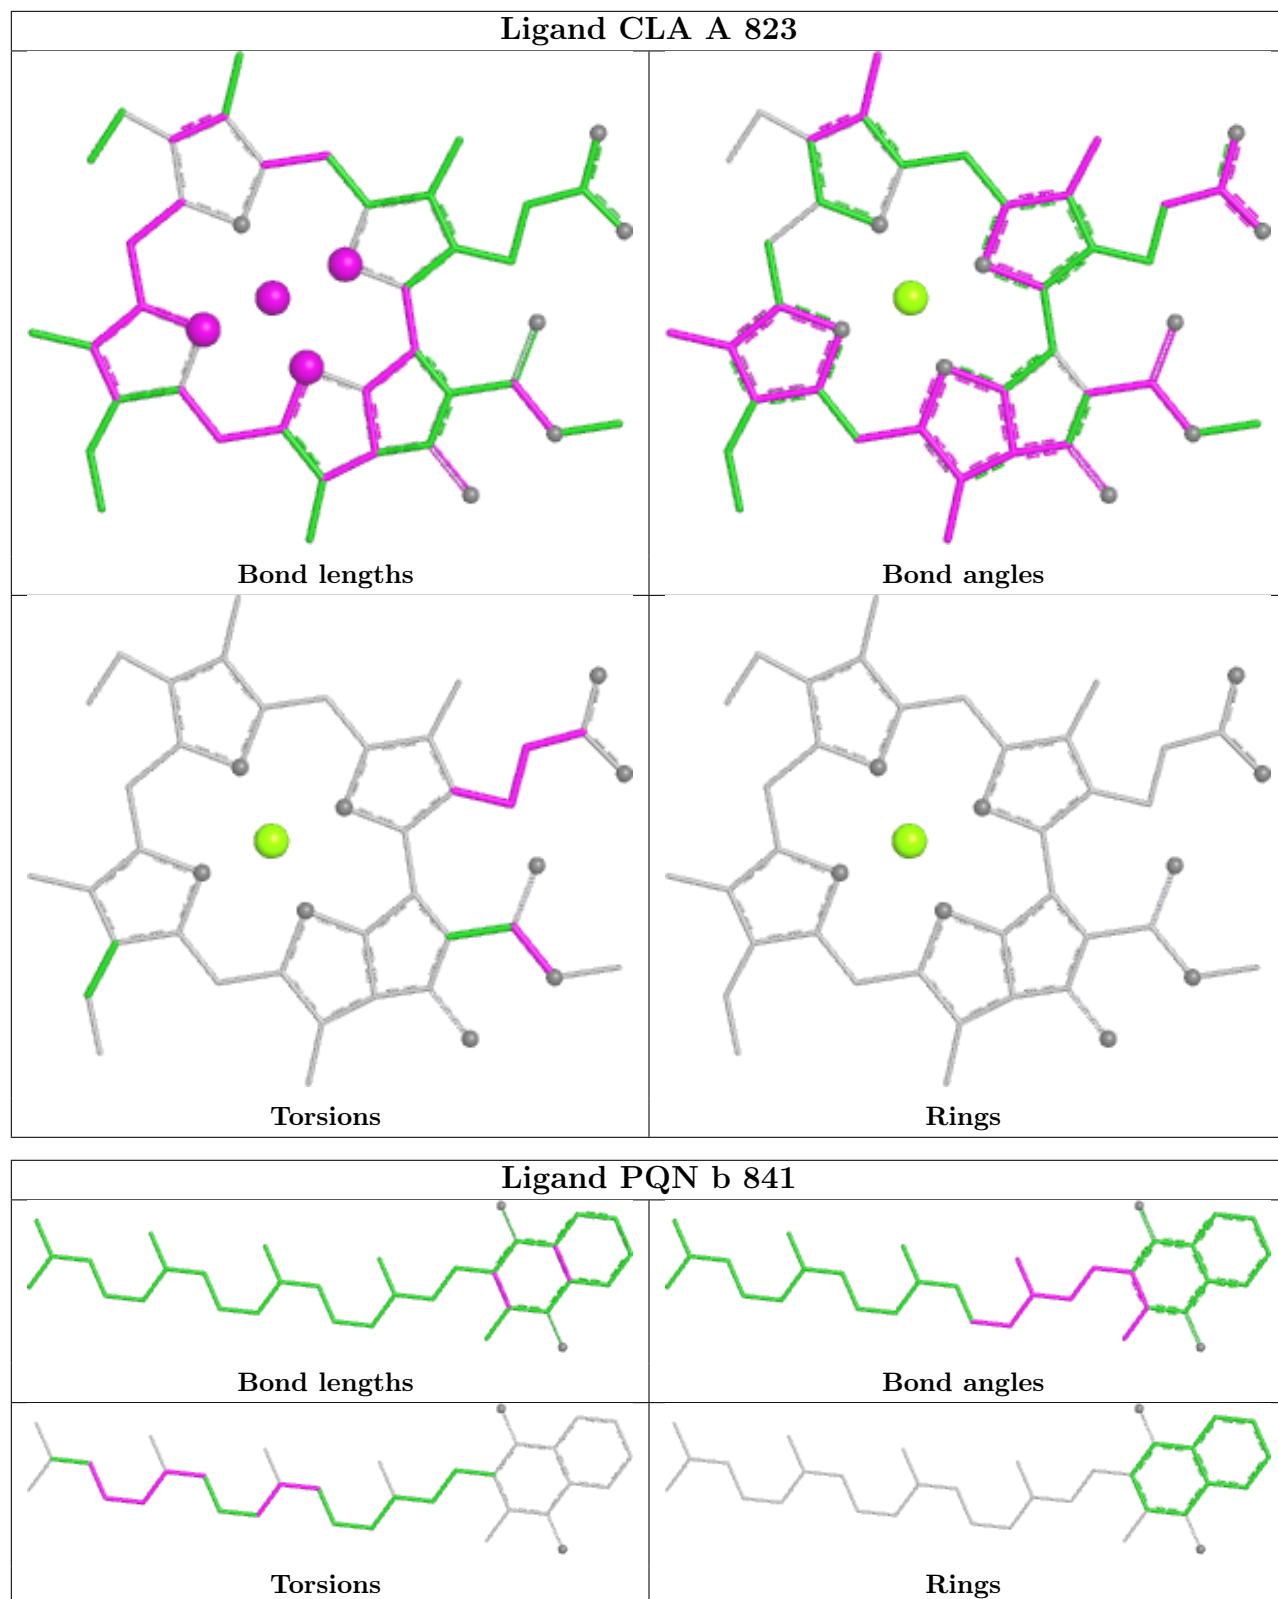 Ligand CLA A 823
Bond lengths
Bond angles
Torsions
Rings
Ligand PQN b 841
Bond lengths
Bond angles
Torsions
Rings